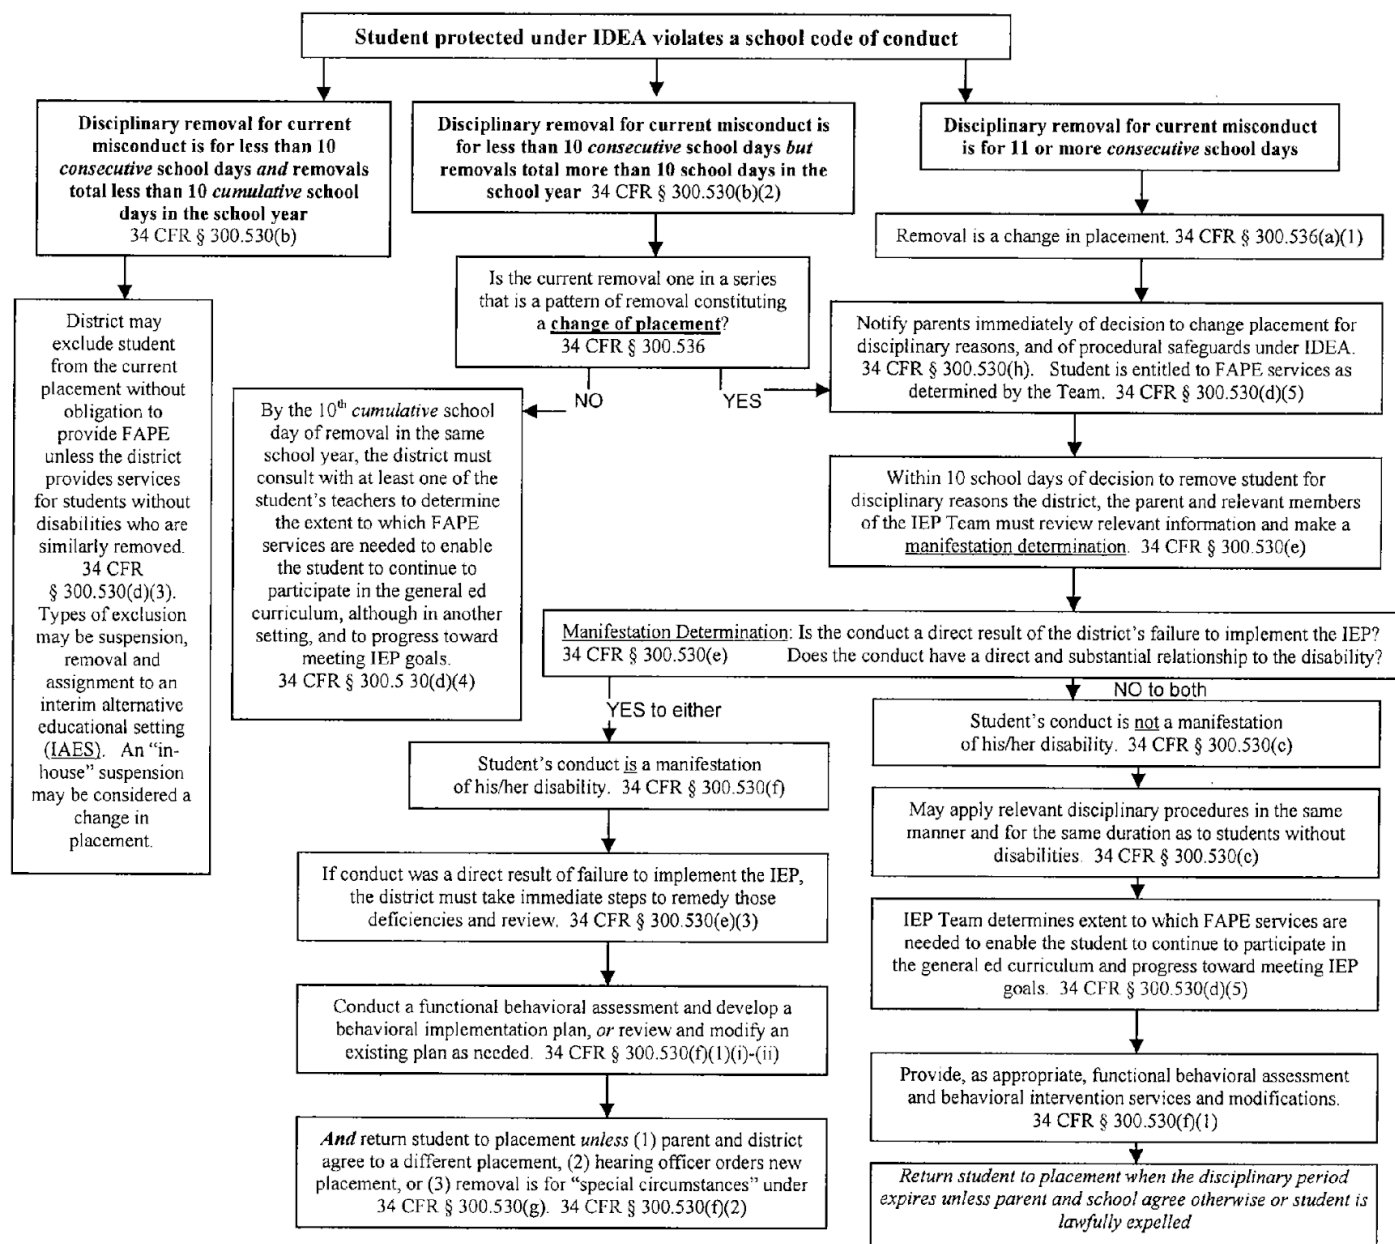 Student protected under IDEA violates a school code of conduct
Disciplinary removal for current
misconduct is for less than 10
consecutive school days and removals
total less than 10 cumulative school
days in the school year
34 CFR § 300.530(b)
Disciplinary removal for current misconduct is
for less than 10 consecutive school days but
removals total more than 10 school days in the
school year 34 CFR § 300.530(b)(2)
Disciplinary removal for current misconduct
is for 11 or more consecutive school days
Removal is a change in placement. 34 CFR § 300.536(a)(1)
Is the current removal one in a series
that is a pattern of removal constituting
a change of placement?
34 CFR § 300.536
NO
YES
District may
exclude student
from the current
placement without
obligation to
provide FAPE
unless the district
provides services
for students without
disabilities who are
similarly removed.
34 CFR
§ 300.530(d)(3).
Types of exclusion
may be suspension,
removal and
assignment to an
interim alternative
educational setting
(IAES). An “in-
house” suspension
may be considered a
change in
placement.
By the 10th cumulative school
day of removal in the same
school year, the district must
consult with at least one of the
student’s teachers to determine
the extent to which FAPE
services are needed to enable
the student to continue to
participate in the general ed
curriculum, although in another
setting, and to progress toward
meeting IEP goals.
34 CFR § 300.5 30(d)(4)
Notify parents immediately of decision to change placement for
disciplinary reasons, and of procedural safeguards under IDEA.
34 CFR § 300.530(h). Student is entitled to FAPE services as
determined by the Team. 34 CFR § 300.530(d)(5)
Within 10 school days of decision to remove student for
disciplinary reasons the district, the parent and relevant members
of the IEP Team must review relevant information and make a
manifestation determination. 34 CFR § 300.530(e)
Manifestation Determination: Is the conduct a direct result of the district’s failure to implement the IEP?
34 CFR § 300.530(e) Does the conduct have a direct and substantial relationship to the disability?
YES to either
NO to both
Student’s conduct is a manifestation
of his/her disability. 34 CFR § 300.530(f)
If conduct was a direct result of failure to implement the IEP,
the district must take immediate steps to remedy those
deficiencies and review. 34 CFR § 300.530(e)(3)
Conduct a functional behavioral assessment and develop a
behavioral implementation plan, or review and modify an
existing plan as needed. 34 CFR § 300.530(f)(1)(i)-(ii)
And return student to placement unless (1) parent and district
agree to a different placement, (2) hearing officer orders new
placement, or (3) removal is for “special circumstances” under
34 CFR § 300.530(g). 34 CFR § 300.530(f)(2)
Student’s conduct is not a manifestation
of his/her disability. 34 CFR § 300.530(c)
May apply relevant disciplinary procedures in the same
manner and for the same duration as to students without
disabilities. 34 CFR § 300.530(c)
IEP Team determines extent to which FAPE services are
needed to enable the student to continue to participate in
the general ed curriculum and progress toward meeting IEP
goals. 34 CFR § 300.530(d)(5)
Provide, as appropriate, functional behavioral assessment
and behavioral intervention services and modifications.
34 CFR § 300.530(f)(1)
Return student to placement when the disciplinary period
expires unless parent and school agree otherwise or student is
lawfully expelled